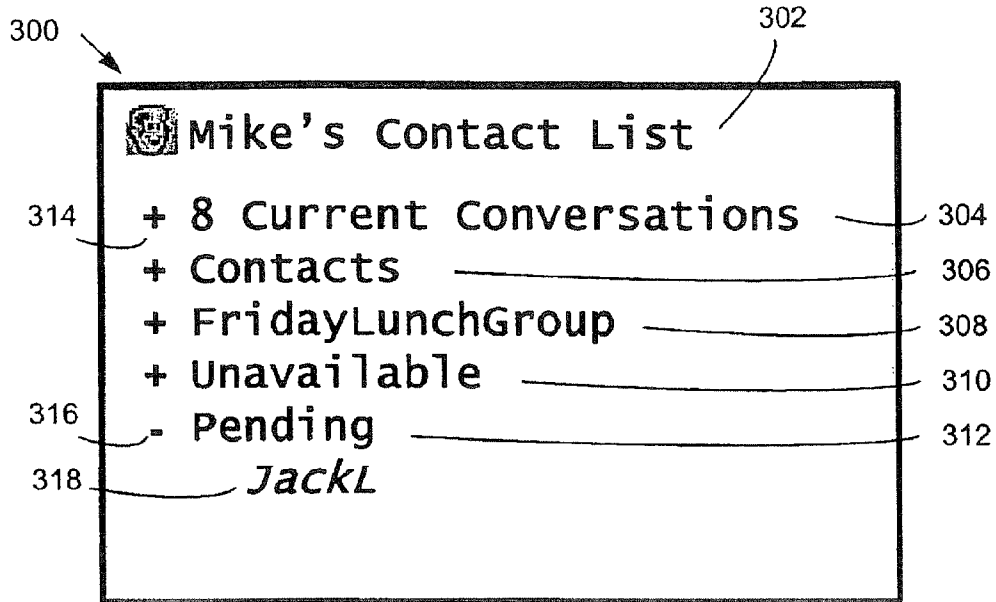 302
300
Mike's Contact List
314 + 8 Current Conversations 304
+ Contacts 306
+ FridayLunchGroup 308
+ Unavailable 310
316 - Pending 312
318 JackL